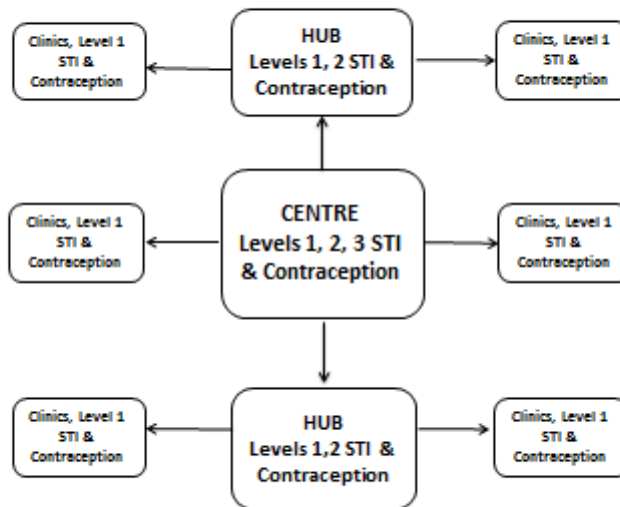 Clinics, Level 1
STI &
Contraception
HUB
Levels 1, 2 STI &
Contraception
Clinics, Level 1
STI &
Contraception
Clinics, Level 1
STI &
Contraception
CENTRE
Levels 1, 2, 3 STI
& Contraception
Clinics, Level 1
STI &
Contraception
Clinics, Level 1
STI &
Contraception
HUB
Levels 1,2 STI &
Contraception
Clinics, Level 1
STI &
Contraception